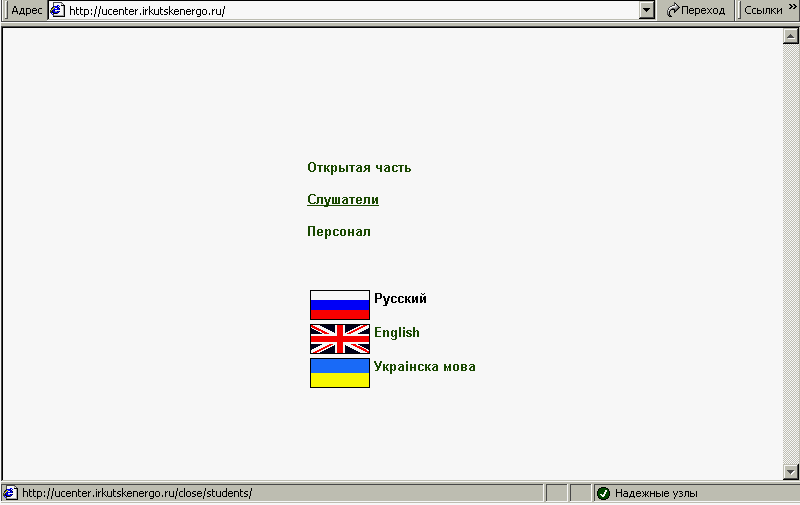 Адрес http://ucenter.irkutskenergo.ru/ Переход Ссылки »
Открытая часть
Слушатели
Персонал
Русский
English
Українска мова
http://ucenter.irkutskenergo.ru/close/students/ Надежные узлы